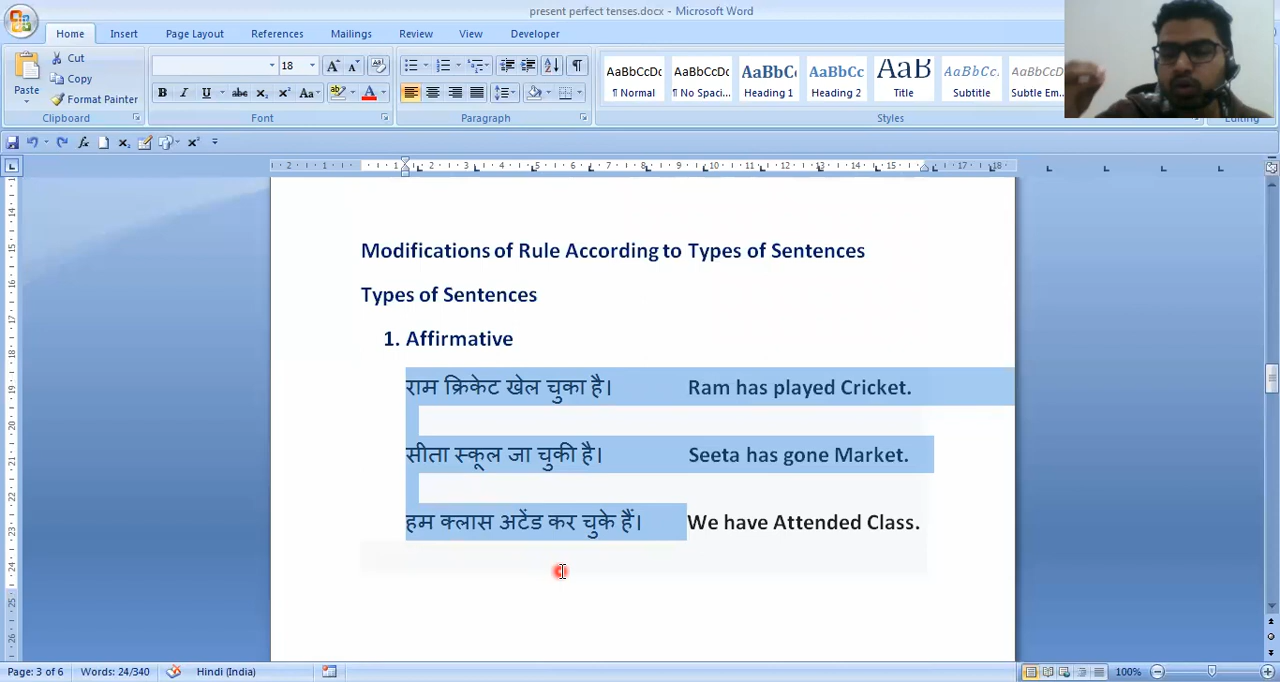 present perfect tenses.docx - Microsoft Word
Home Insert Page Layout References Mailings Review View Developer
Paste
Cut
Copy
Format Painter
Clipboard
18
Aa
Font
Paragraph
AaBbCcDc AaBbCcDc AaBbC AaBbCc AaB AaBbCc. AaBbCcDc
¶ Normal ¶ No Spaci... Heading 1 Heading 2 Title Subtitle Subtle Em...
Styles
Editing
Modifications of Rule According to Types of Sentences
Types of Sentences
1. Affirmative
राम क्रिकेट खेल चुका है। Ram has played Cricket.
सीता स्कूल जा चुकी है। Seeta has gone Market.
हम क्लास अटेंड कर चुके हैं। We have Attended Class.
Page: 3 of 6 Words: 24/340 Hindi (India) 100%